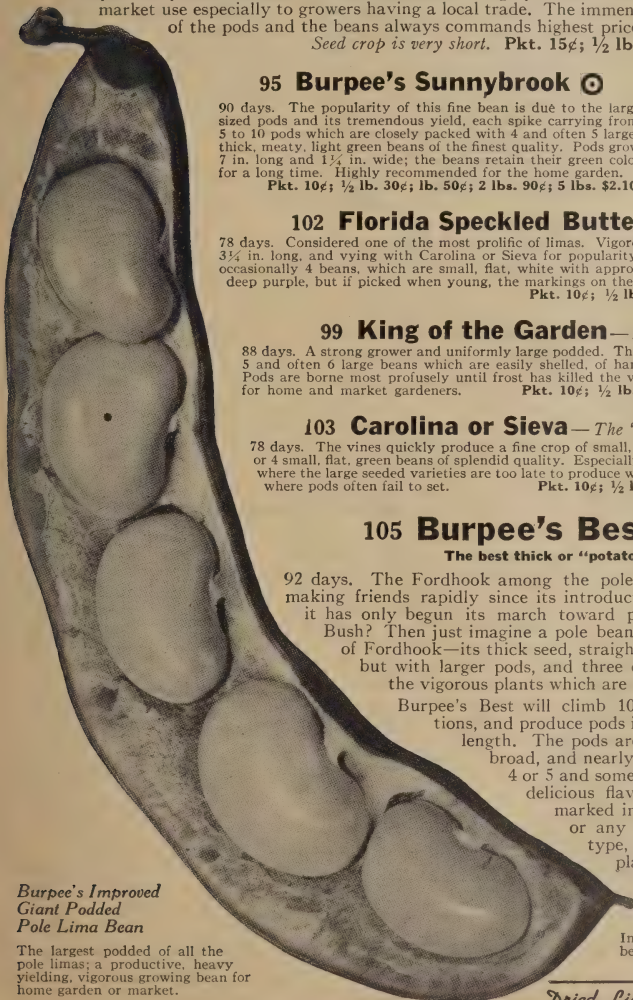 market use especially to growers having a local trade. The immen
of the pods and the beans always commands highest price
Seed crop is very short. Pkt. 15¢; ½ lb
95 Burpee's Sunnybrook
90 days. The popularity of this fine bean is due to the larg
sized pods and its tremendous yield, each spike carrying from
5 to 10 pods which are closely packed with 4 and often 5 large
thick, meaty, light green beans of the finest quality. Pods grow
7 in. long and 1¼ in. wide; the beans retain their green colo
for a long time. Highly recommended for the home garden.
Pkt. 10¢; ½ lb. 30¢; lb. 50¢; 2 lbs. 90¢; 5 lbs. $2.10
102 Florida Speckled Butte
78 days. Considered one of the most prolific of limas. Vigoro
3¼ in. long, and vying with Carolina or Sieva for popularity
occasionally 4 beans, which are small, flat, white with appro
deep purple, but if picked when young, the markings on the
Pkt. 10¢; ½ lb
99 King of the Garden—
88 days. A strong grower and uniformly large podded. Th
5 and often 6 large beans which are easily shelled, of har
Pods are borne most profusely until frost has killed the v
for home and market gardeners. Pkt. 10¢; ½ lb
103 Carolina or Sieva—The "
78 days. The vines quickly produce a fine crop of small,
or 4 small, flat, green beans of splendid quality. Especiall
where the large seeded varieties are too late to produce w
where pods often fail to set. Pkt. 10¢; ½ l
105 Burpee's Bes
The best thick or "potato
92 days. The Fordhook among the pole
making friends rapidly since its introduc
it has only begun its march toward p
Bush? Then just imagine a pole bean
of Fordhook—its thick seed, straigh
but with larger pods, and three
the vigorous plants which are
Burpee's Best will climb 10
tions, and produce pods i
length. The pods are
broad, and nearly
4 or 5 and some
delicious flav
marked in
or any
type,
pla
Burpee's Improved
Giant Podded
Pole Lima Bean
The largest podded of all the
pole limas; a productive, heavy
yielding, vigorous growing bean for
home garden or market.
In
be
Dried Li